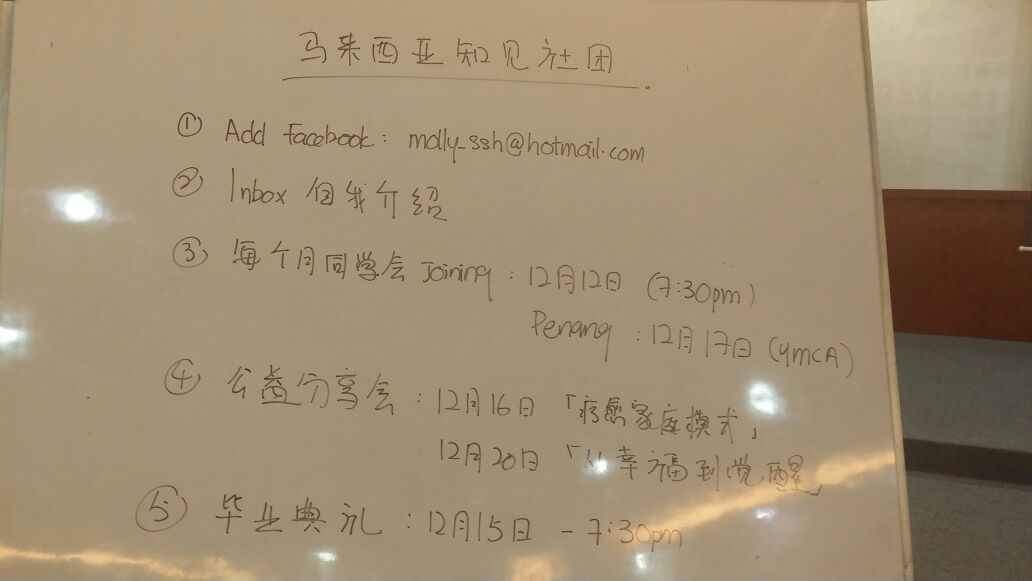 马来西亚知见社团
① Add Facebook : molly_ssh@hotmail.com
② Inbox 自我介绍
③ 每个月同学会 Joining : 12月12日 (7:30pm)
Penang : 12月17日 (YMCA)
④ 公益分享会 : 12月16日 「疗愈家庭模式」
12月20日 「从幸福到觉醒」
⑤ 毕业典礼 : 12月15日 - 7:30pm